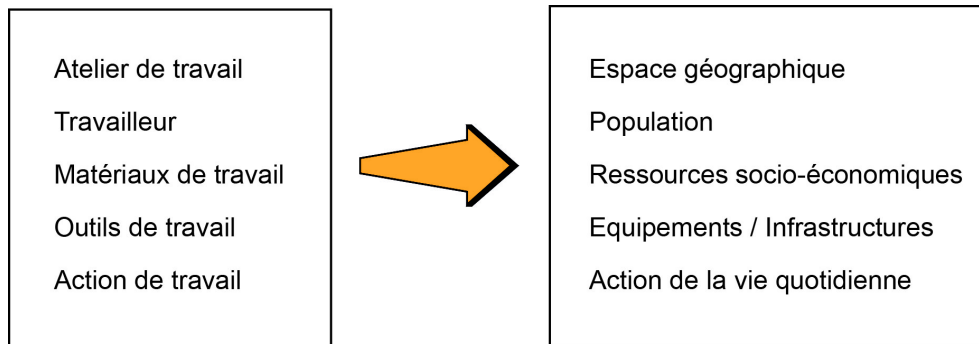 Atelier de travail
Travailleur
Matériaux de travail
Outils de travail
Action de travail
Espace géographique
Population
Ressources socio-économiques
Equipements / Infrastructures
Action de la vie quotidienne